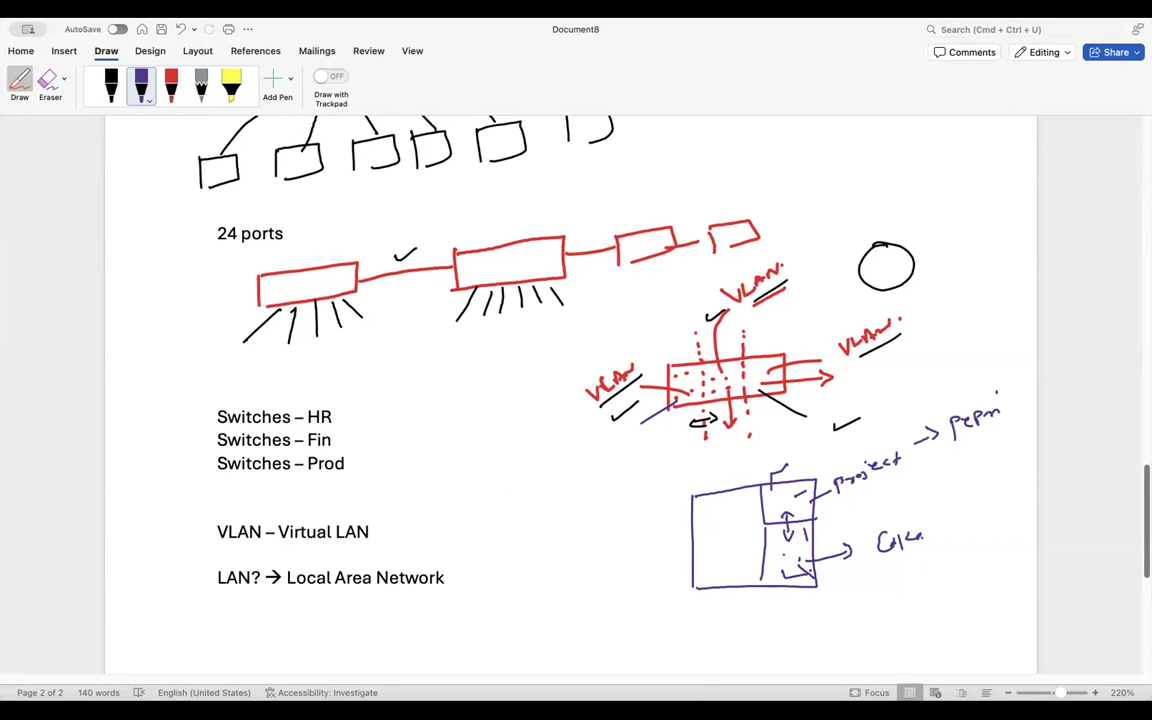 AutoSave
Document8
Search (Cmd + Ctrl + U)
Home Insert Draw Design Layout References Mailings Review View
Comments Editing Share
Draw Eraser Add Pen OFF Draw with Trackpad
24 ports
VLAN.
VLAN.
VLAN
Switches – HR
Switches – Fin
Switches – Prod
project → pepsi
VLAN – Virtual LAN
LAN? → Local Area Network
Page 2 of 2 140 words English (United States) Accessibility: Investigate Focus 220%